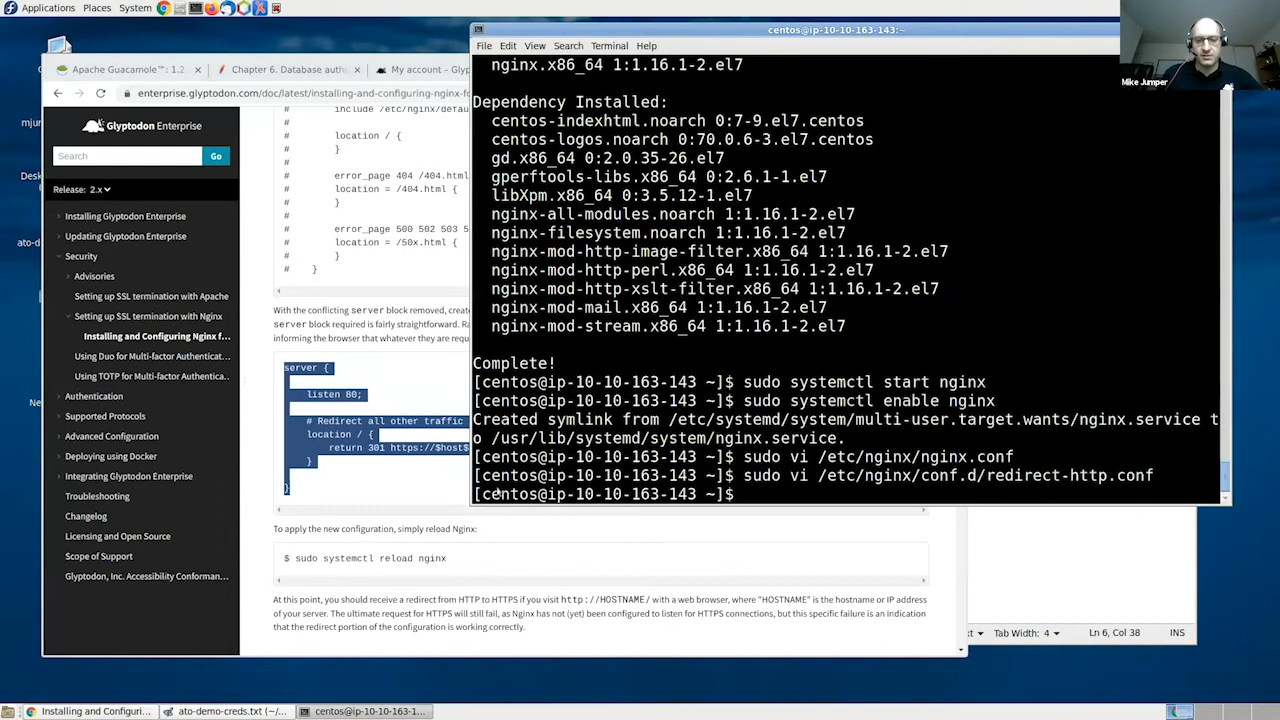 Applications
Places
System
centos@ip-10-10-163-143:~
File Edit View Search Terminal Help
Mike Jumper
Apache Guacamole™: 1.2
Chapter 6. Database auth
My account – Glyp
enterprise.glyptodon.com/doc/latest/installing-and-configuring-nginx-fo
Glyptodon Enterprise
Search
Go
Release: 2.x
Installing Glyptodon Enterprise
Updating Glyptodon Enterprise
Security
Advisories
Setting up SSL termination with Apache
Setting up SSL termination with Nginx
Installing and Configuring Nginx f...
Using Duo for Multi-factor Authenticat...
Using TOTP for Multi-factor Authentica...
Authentication
Supported Protocols
Advanced Configuration
Deploying using Docker
Integrating Glyptodon Enterprise
Troubleshooting
Changelog
Licensing and Open Source
Scope of Support
Glyptodon, Inc. Accessibility Conforman...
# include /etc/nginx/defau
#
# location / {
# }
#
# error_page 404 /404.html
# location = /404.html {
# }
#
# error_page 500 502 503 5
# location = /50x.html {
# }
# }
With the conflicting server block removed, create
server block required is fairly straightforward. Ra
informing the browser that whatever they are requ
server {
listen 80;
# Redirect all other traffic
location / {
return 301 https://$host$
}
}
To apply the new configuration, simply reload Nginx:
$ sudo systemctl reload nginx
At this point, you should receive a redirect from HTTP to HTTPS if you visit http://HOSTNAME/ with a web browser, where "HOSTNAME" is the hostname or IP address
of your server. The ultimate request for HTTPS will still fail, as Nginx has not (yet) been configured to listen for HTTPS connections, but this specific failure is an indication
that the redirect portion of the configuration is working correctly.
nginx.x86_64 1:1.16.1-2.el7
Dependency Installed:
centos-indexhtml.noarch 0:7-9.el7.centos
centos-logos.noarch 0:70.0.6-3.el7.centos
gd.x86_64 0:2.0.35-26.el7
gperftools-libs.x86_64 0:2.6.1-1.el7
libXpm.x86_64 0:3.5.12-1.el7
nginx-all-modules.noarch 1:1.16.1-2.el7
nginx-filesystem.noarch 1:1.16.1-2.el7
nginx-mod-http-image-filter.x86_64 1:1.16.1-2.el7
nginx-mod-http-perl.x86_64 1:1.16.1-2.el7
nginx-mod-http-xslt-filter.x86_64 1:1.16.1-2.el7
nginx-mod-mail.x86_64 1:1.16.1-2.el7
nginx-mod-stream.x86_64 1:1.16.1-2.el7
Complete!
[centos@ip-10-10-163-143 ~]$ sudo systemctl start nginx
[centos@ip-10-10-163-143 ~]$ sudo systemctl enable nginx
Created symlink from /etc/systemd/system/multi-user.target.wants/nginx.service t
o /usr/lib/systemd/system/nginx.service.
[centos@ip-10-10-163-143 ~]$ sudo vi /etc/nginx/nginx.conf
[centos@ip-10-10-163-143 ~]$ sudo vi /etc/nginx/conf.d/redirect-http.conf
[centos@ip-10-10-163-143 ~]$
Tab Width: 4
Ln 6, Col 38
INS
Installing and Configuri...
ato-demo-creds.txt (~/...
centos@ip-10-10-163-1...